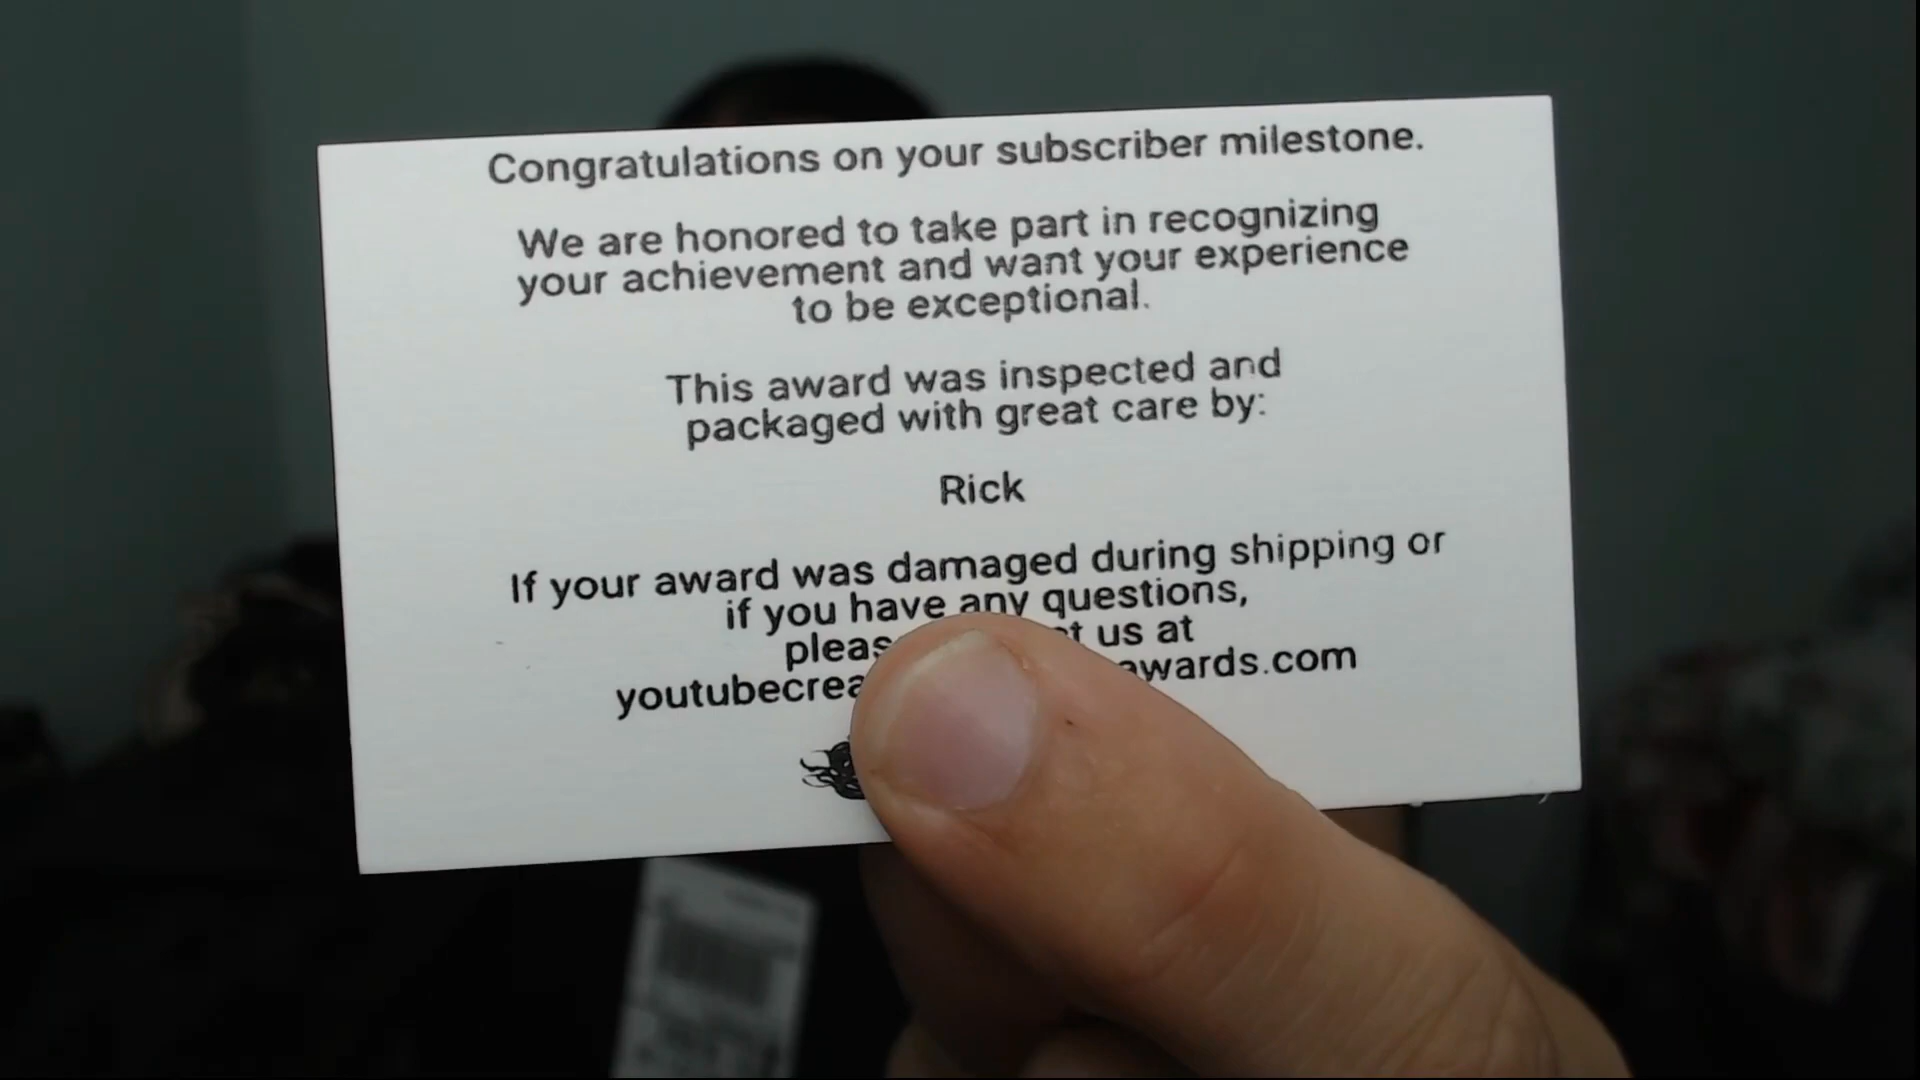 Congratulations on your subscriber milestone.
We are honored to take part in recognizing
your achievement and want your experience
to be exceptional.
This award was inspected and
packaged with great care by:
Rick
If your award was damaged during shipping or
if you have any questions,
us at